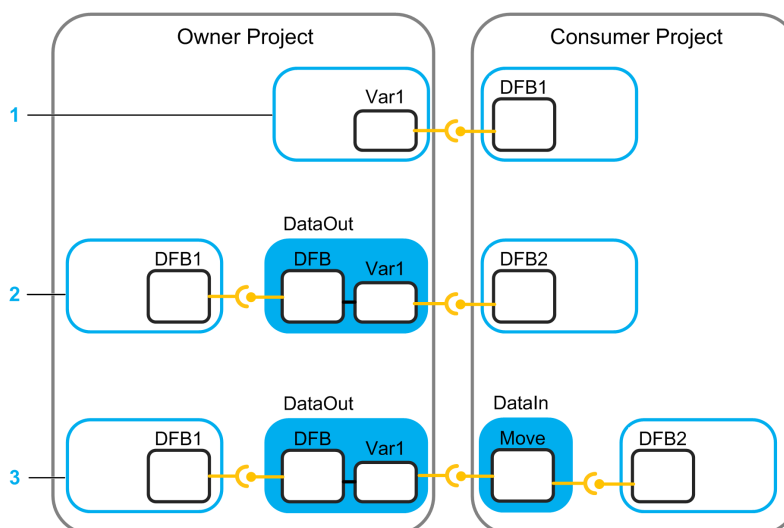 Owner Project
Consumer Project
1
Var1
DFB1
DataOut
2
DFB1
DFB
Var1
DFB2
DataOut
DataIn
3
DFB1
DFB
Var1
Move
DFB2